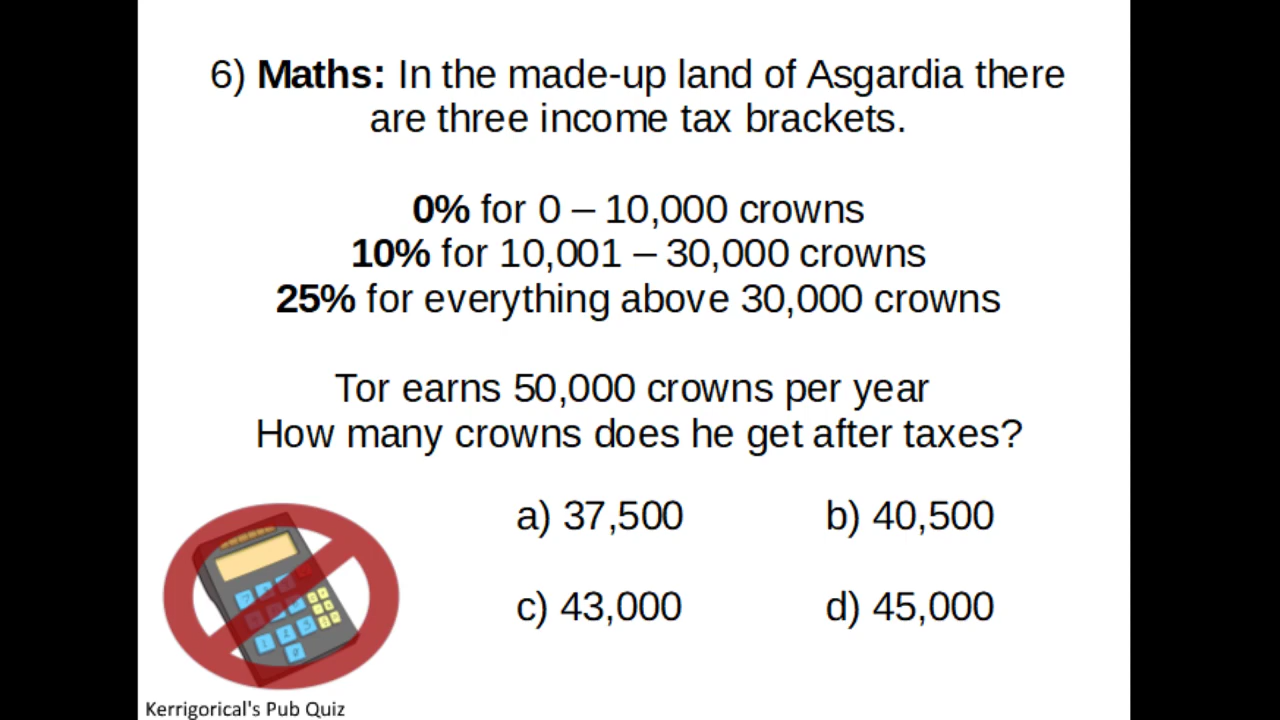 6) Maths: In the made-up land of Asgardia there
are three income tax brackets.
0% for 0 – 10,000 crowns
10% for 10,001 – 30,000 crowns
25% for everything above 30,000 crowns
Tor earns 50,000 crowns per year
How many crowns does he get after taxes?
a) 37,500 b) 40,500
c) 43,000 d) 45,000
Kerrigorical's Pub Quiz